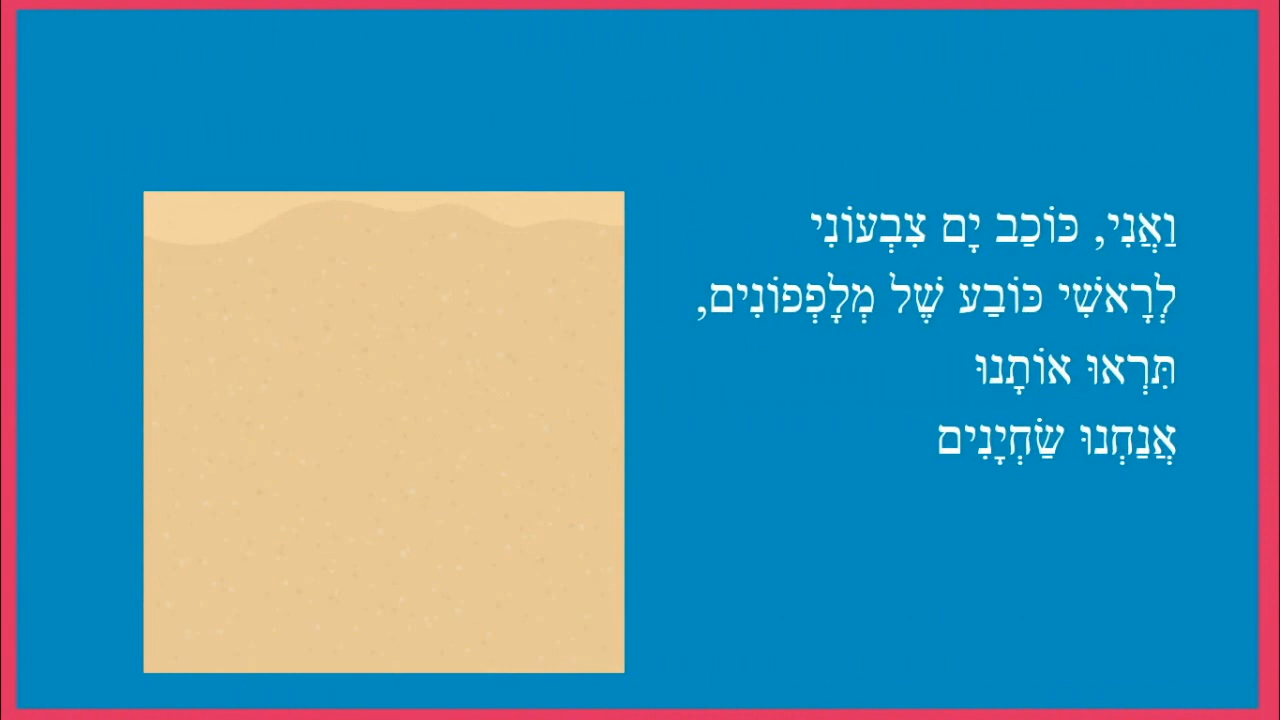 וַאֲנִי, כּוֹכַב יָם צִבְעוֹנִי
לְרָאשִׁי כּוֹבַע שֶׁל מְלָפְפוֹנִים,
תִּרְאוּ אוֹתָנוּ
אֲנַחְנוּ שַׂחְיָנִים